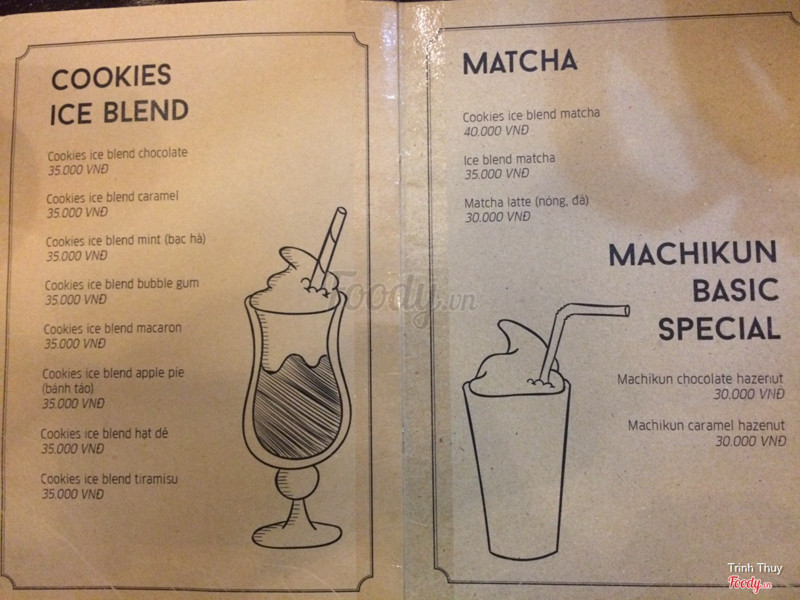 COOKIES
ICE BLEND
Cookies ice blend chocolate
35.000 VNĐ
Cookies ice blend caramel
35.000 VNĐ
Cookies ice blend mint (bạc hà)
35.000 VNĐ
Cookies ice blend bubble gum
35.000 VNĐ
Cookies ice blend macaron
35.000 VNĐ
Cookies ice blend apple pie
(bánh táo)
35.000 VNĐ
Cookies ice blend hạt dẻ
35.000 VNĐ
Cookies ice blend tiramisu
35.000 VNĐ
MATCHA
Cookies ice blend matcha
40.000 VNĐ
Ice blend matcha
35.000 VNĐ
Matcha latte (nóng, đá)
30.000 VNĐ
MACHIKUN
BASIC
SPECIAL
Machikun chocolate hazenut
30.000 VNĐ
Machikun caramel hazenut
30.000 VNĐ
Foody.vn
Trinh Thuy
Foody.vn